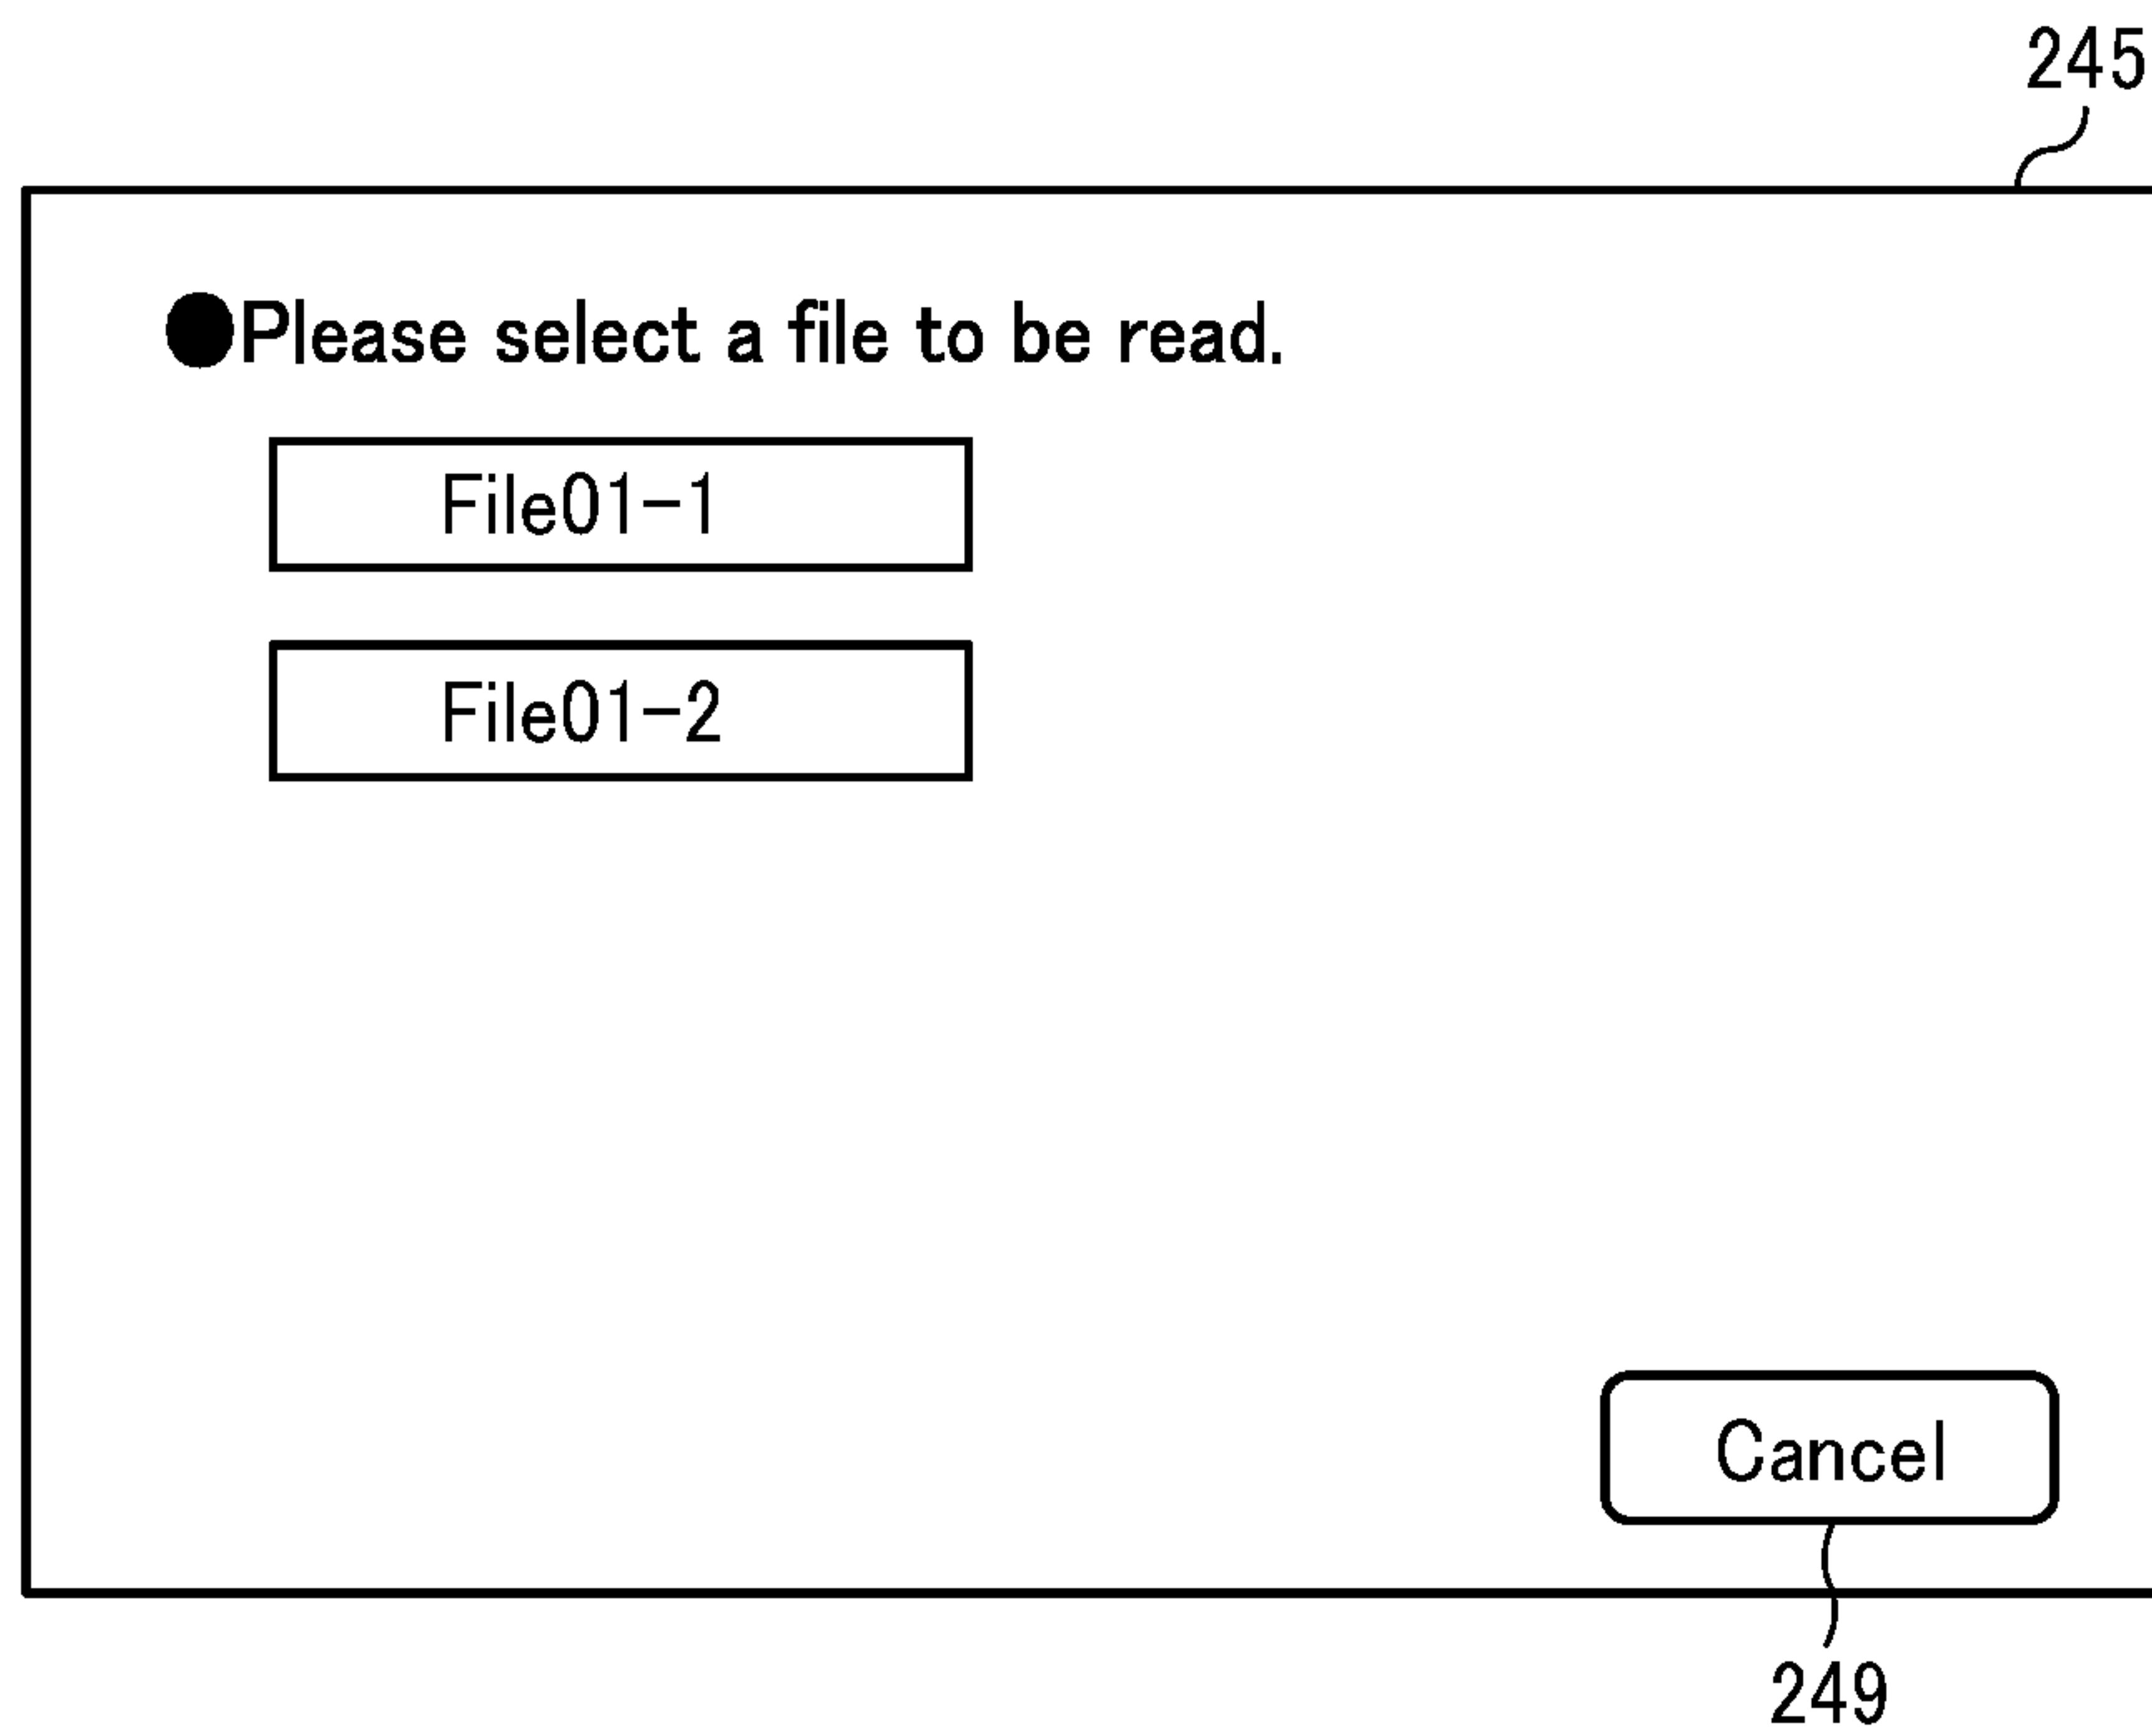 245
●Please select a file to be read.
File01-1
File01-2
Cancel
249